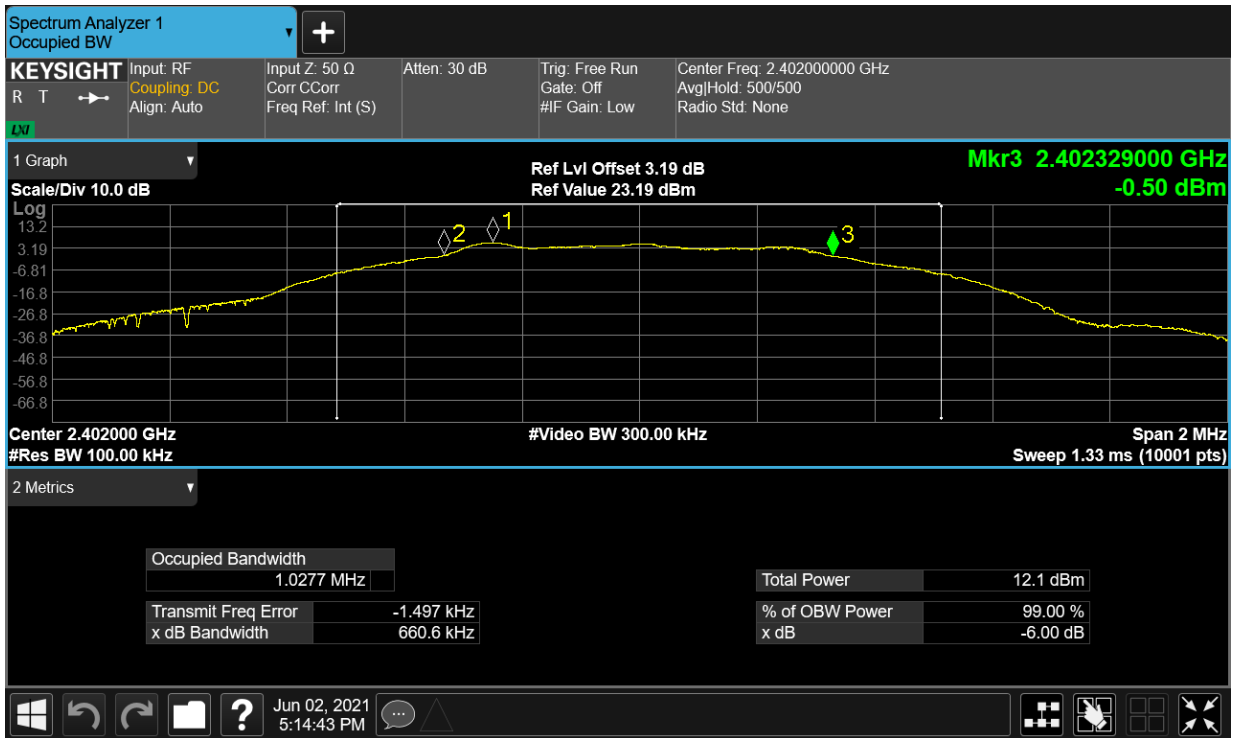 Spectrum Analyzer 1
Occupied BW
+
KEYSIGHT
R T
LXI
Input: RF
Coupling: DC
Align: Auto
Input Z: 50 Ω
Corr CCorr
Freq Ref: Int (S)
Atten: 30 dB
Trig: Free Run
Gate: Off
#IF Gain: Low
Center Freq: 2.402000000 GHz
Avg|Hold: 500/500
Radio Std: None
1 Graph
Scale/Div 10.0 dB
Ref Lvl Offset 3.19 dB
Ref Value 23.19 dBm
Mkr3 2.402329000 GHz
-0.50 dBm
Log
13.2
3.19
-6.81
-16.8
-26.8
-36.8
-46.8
-56.8
-66.8
2
1
3
Center 2.402000 GHz
#Video BW 300.00 kHz
Span 2 MHz
#Res BW 100.00 kHz
Sweep 1.33 ms (10001 pts)
2 Metrics
Occupied Bandwidth
1.0277 MHz
Transmit Freq Error -1.497 kHz
x dB Bandwidth 660.6 kHz
Total Power 12.1 dBm
% of OBW Power 99.00 %
x dB -6.00 dB
?
Jun 02, 2021
5:14:43 PM